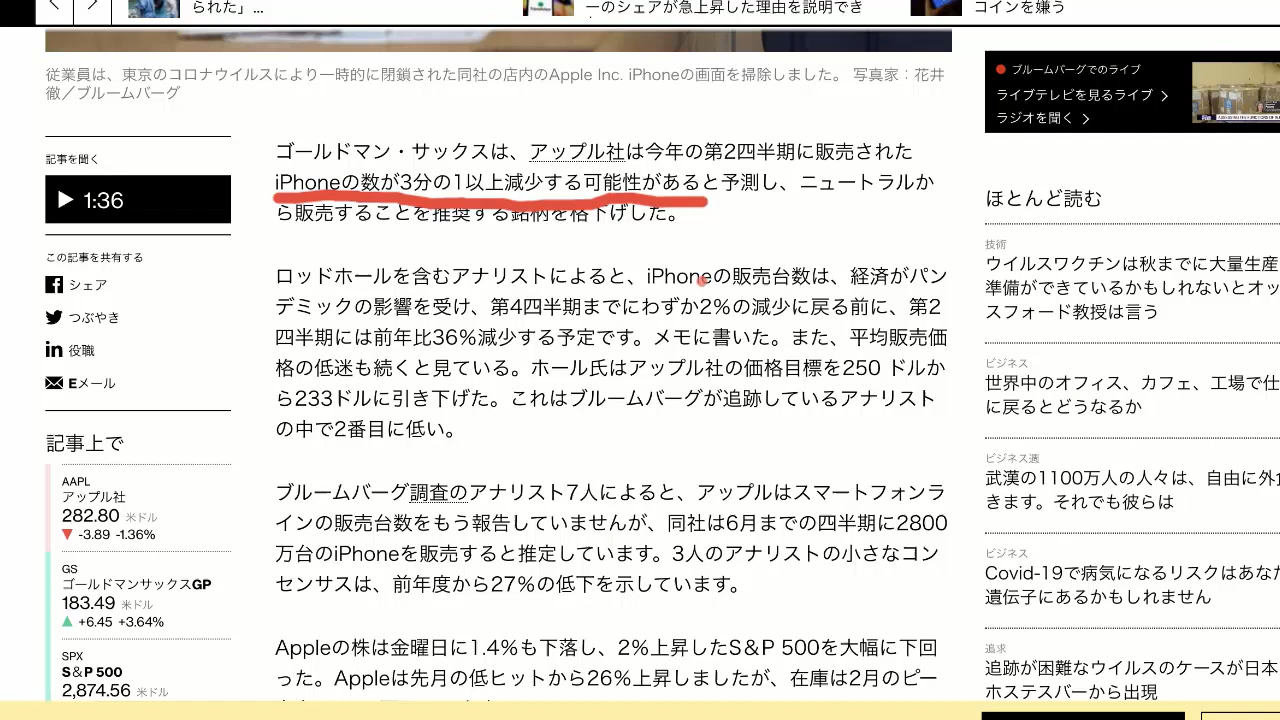 られた」...
ーのシェアが急上昇した理由を説明でき
コインを嫌う
従業員は、東京のコロナウイルスにより一時的に閉鎖された同社の店内のApple Inc. iPhoneの画面を掃除しました。 写真家：花井
徹／ブルームバーグ
記事を聞く
1:36
この記事を共有する
シェア
つぶやき
in 役職
Eメール
記事上で
AAPL
アップル社
282.80 米ドル
▼ -3.89 -1.36%
GS
ゴールドマンサックスGP
183.49 米ドル
▲ +6.45 +3.64%
SPX
S&P 500
2,874.56 米ドル
ゴールドマン・サックスは、アップル社は今年の第2四半期に販売された
iPhoneの数が3分の1以上減少する可能性があると予測し、ニュートラルか
ら販売することを推奨する銘柄を格下げした。
ロッドホールを含むアナリストによると、iPhoneの販売台数は、経済がパン
デミックの影響を受け、第4四半期までにわずか2%の減少に戻る前に、第2
四半期には前年比36%減少する予定です。メモに書いた。また、平均販売価
格の低迷も続くと見ている。ホール氏はアップル社の価格目標を250 ドルか
ら233ドルに引き下げた。これはブルームバーグが追跡しているアナリスト
の中で2番目に低い。
ブルームバーグ調査のアナリスト7人によると、アップルはスマートフォンラ
インの販売台数をもう報告していませんが、同社は6月までの四半期に2800
万台のiPhoneを販売すると推定しています。3人のアナリストの小さなコン
センサスは、前年度から27%の低下を示しています。
Appleの株は金曜日に1.4%も下落し、2%上昇したS&P 500を大幅に下回
った。Appleは先月の低ヒットから26%上昇しましたが、在庫は2月のピー
ブルームバーグでのライブ
ライブテレビを見るライブ
ラジオを聞く
ほとんど読む
技術
ウイルスワクチンは秋までに大量生産
準備ができているかもしれないとオッ
スフォード教授は言う
ビジネス
世界中のオフィス、カフェ、工場で仕
に戻るとどうなるか
ビジネス週
武漢の1100万人の人々は、自由に外
きます。それでも彼らは
ビジネス
Covid-19で病気になるリスクはあな
遺伝子にあるかもしれません
追求
追跡が困難なウイルスのケースが日本
ホステスバーから出現